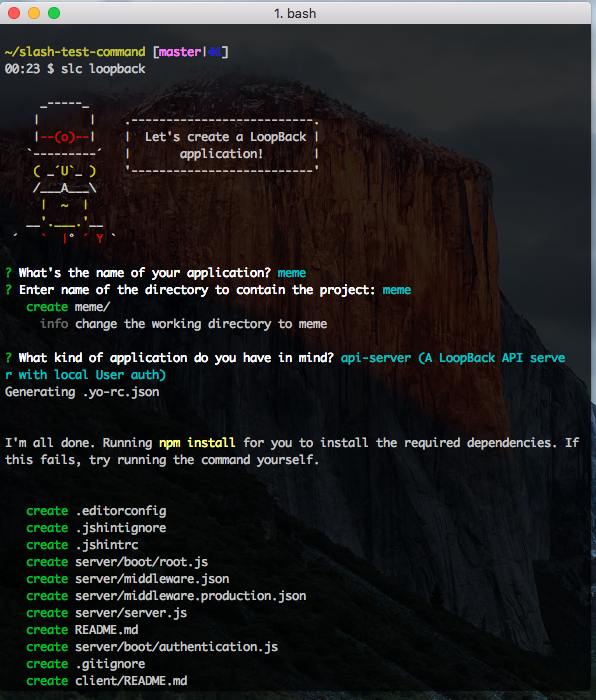 1. bash
~/slash-test-command [master|
00:23 $ slc loopback
     _-----_
    |       |    .--------------------------.
    |--(o)--|    |  Let's create a LoopBack |
   `---------´   |       application!       |
    ( _´U`_ )    '--------------------------'
    /___A___\
     |  ~  |
   __'.___.'__
 ´   `  |° ´ Y `
? What's the name of your application? meme
? Enter name of the directory to contain the project: meme
   create meme/
     info change the working directory to meme
? What kind of application do you have in mind? api-server (A LoopBack API serve
r with local User auth)
Generating .yo-rc.json
I'm all done. Running npm install for you to install the required dependencies. If
this fails, try running the command yourself.
   create .editorconfig
   create .jshintignore
   create .jshintrc
   create server/boot/root.js
   create server/middleware.json
   create server/middleware.production.json
   create server/server.js
   create README.md
   create server/boot/authentication.js
   create .gitignore
   create client/README.md